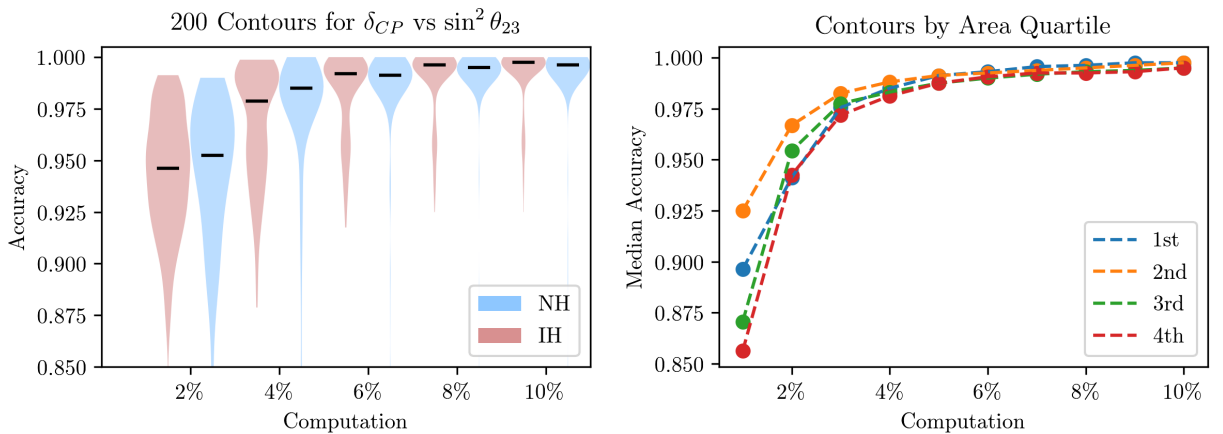 200 Contours for δ_CP vs sin² θ₂₃
1.000
0.975
0.950
0.925
0.900
0.875
0.850
Accuracy
2%
4%
6%
8%
10%
Computation
NH
IH
Contours by Area Quartile
1.000
0.975
0.950
0.925
0.900
0.875
0.850
Median Accuracy
2%
4%
6%
8%
10%
Computation
1st
2nd
3rd
4th